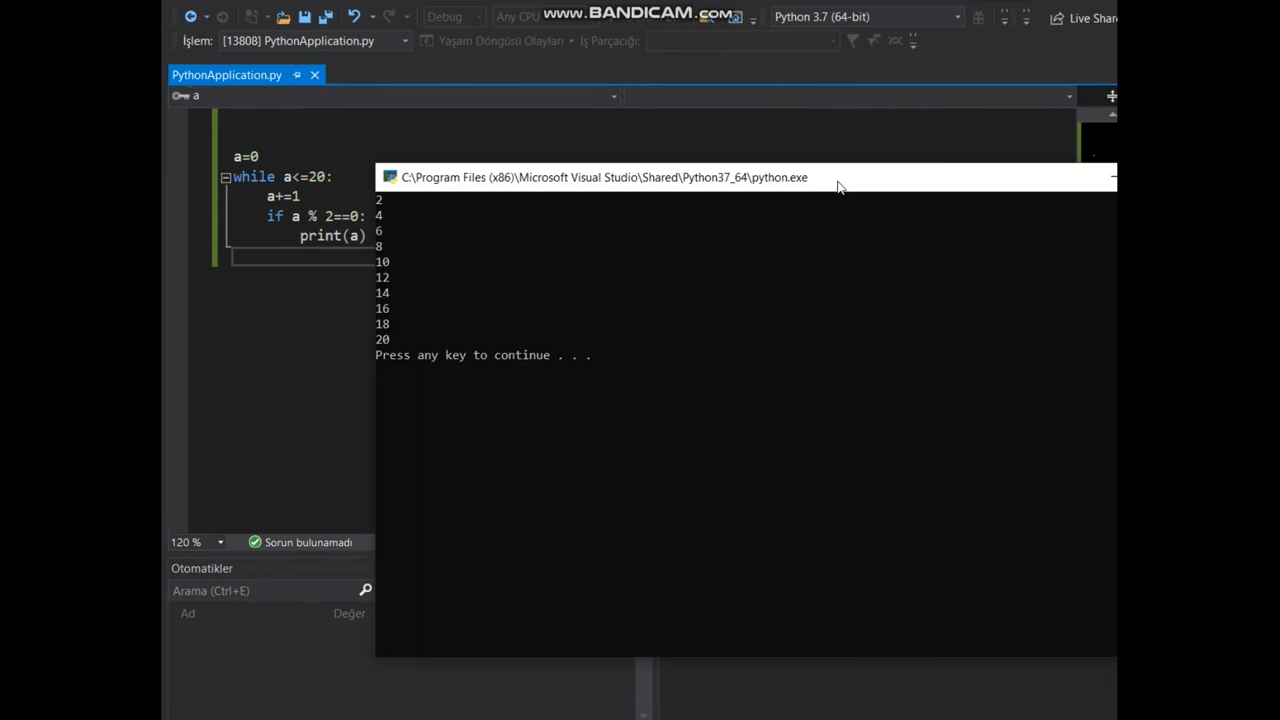 www.BANDICAM.com
Debug
Any CPU
Python 3.7 (64-bit)
Live Shar
İşlem: [13808] PythonApplication.py
Yaşam Döngüsü Olayları
İş Parçacığı:
PythonApplication.py
a
a=0
while a<=20:
a+=1
if a % 2==0:
print(a)
C:\Program Files (x86)\Microsoft Visual Studio\Shared\Python37_64\python.exe
2
4
6
8
10
12
14
16
18
20
Press any key to continue . . .
120 %
Sorun bulunamadı
Otomatikler
Arama (Ctrl+E)
Ad
Değer